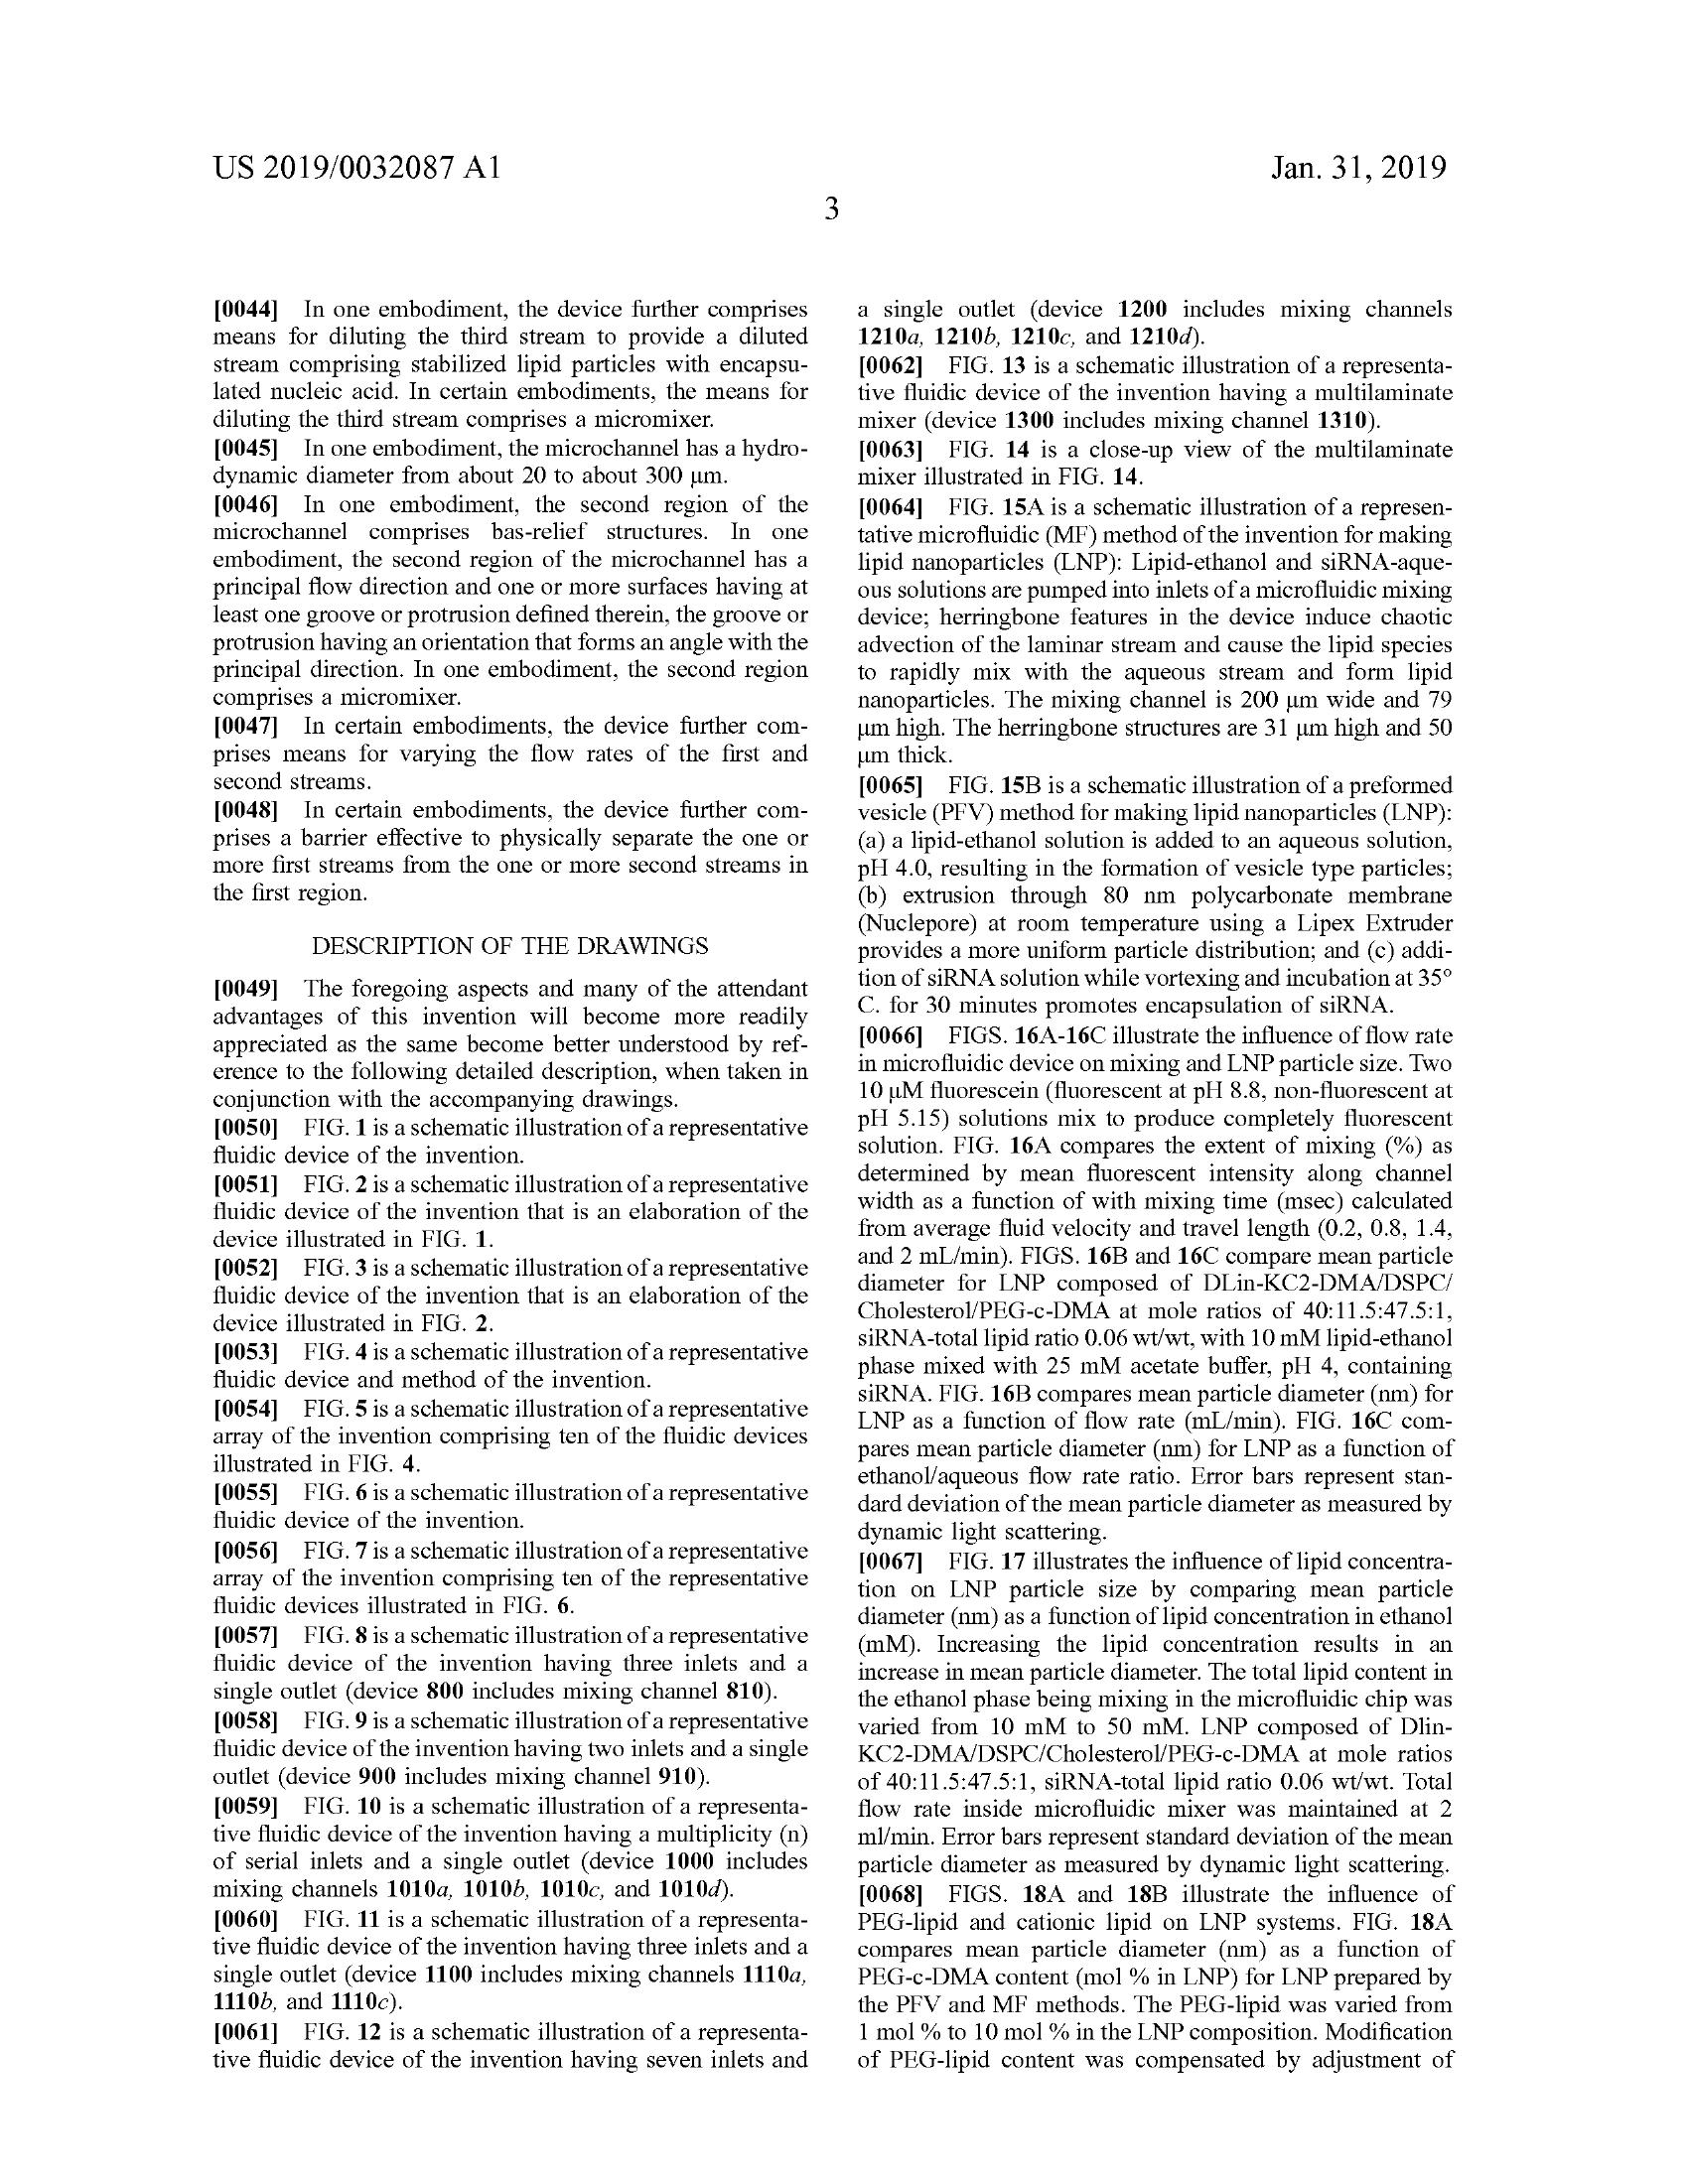 US 2019/0032087 A1
Jan. 31, 2019
3
[0044] In one embodiment, the device further comprises
means for diluting the third stream to provide a diluted
stream comprising stabilized lipid particles with encapsu-
lated nucleic acid. In certain embodiments, the means for
diluting the third stream comprises a micromixer.
[0045] In one embodiment, the microchannel has a hydro-
dynamic diameter from about 20 to about 300 µm.
[0046] In one embodiment, the second region of the
microchannel comprises bas-relief structures. In one
embodiment, the second region of the microchannel has a
principal flow direction and one or more surfaces having at
least one groove or protrusion defined therein, the groove or
protrusion having an orientation that forms an angle with the
principal direction. In one embodiment, the second region
comprises a micromixer.
[0047] In certain embodiments, the device further com-
prises means for varying the flow rates of the first and
second streams.
[0048] In certain embodiments, the device further com-
prises a barrier effective to physically separate the one or
more first streams from the one or more second streams in
the first region.
DESCRIPTION OF THE DRAWINGS
[0049] The foregoing aspects and many of the attendant
advantages of this invention will become more readily
appreciated as the same become better understood by ref-
erence to the following detailed description, when taken in
conjunction with the accompanying drawings.
[0050] FIG. 1 is a schematic illustration of a representative
fluidic device of the invention.
[0051] FIG. 2 is a schematic illustration of a representative
fluidic device of the invention that is an elaboration of the
device illustrated in FIG. 1.
[0052] FIG. 3 is a schematic illustration of a representative
fluidic device of the invention that is an elaboration of the
device illustrated in FIG. 2.
[0053] FIG. 4 is a schematic illustration of a representative
fluidic device and method of the invention.
[0054] FIG. 5 is a schematic illustration of a representative
array of the invention comprising ten of the fluidic devices
illustrated in FIG. 4.
[0055] FIG. 6 is a schematic illustration of a representative
fluidic device of the invention.
[0056] FIG. 7 is a schematic illustration of a representative
array of the invention comprising ten of the representative
fluidic devices illustrated in FIG. 6.
[0057] FIG. 8 is a schematic illustration of a representative
fluidic device of the invention having three inlets and a
single outlet (device 800 includes mixing channel 810).
[0058] FIG. 9 is a schematic illustration of a representative
fluidic device of the invention having two inlets and a single
outlet (device 900 includes mixing channel 910).
[0059] FIG. 10 is a schematic illustration of a representa-
tive fluidic device of the invention having a multiplicity (n)
of serial inlets and a single outlet (device 1000 includes
mixing channels 1010a, 1010b, 1010c, and 1010d).
[0060] FIG. 11 is a schematic illustration of a representa-
tive fluidic device of the invention having three inlets and a
single outlet (device 1100 includes mixing channels 1110a,
1110b, and 1110c).
[0061] FIG. 12 is a schematic illustration of a representa-
tive fluidic device of the invention having seven inlets and
a single outlet (device 1200 includes mixing channels
1210a, 1210b, 1210c, and 1210d).
[0062] FIG. 13 is a schematic illustration of a representa-
tive fluidic device of the invention having a multilaminate
mixer (device 1300 includes mixing channel 1310).
[0063] FIG. 14 is a close-up view of the multilaminate
mixer illustrated in FIG. 14.
[0064] FIG. 15A is a schematic illustration of a represen-
tative microfluidic (MF) method of the invention for making
lipid nanoparticles (LNP): Lipid-ethanol and siRNA-aque-
ous solutions are pumped into inlets of a microfluidic mixing
device; herringbone features in the device induce chaotic
advection of the laminar stream and cause the lipid species
to rapidly mix with the aqueous stream and form lipid
nanoparticles. The mixing channel is 200 µm wide and 79
µm high. The herringbone structures are 31 µm high and 50
µm thick.
[0065] FIG. 15B is a schematic illustration of a preformed
vesicle (PFV) method for making lipid nanoparticles (LNP):
(a) a lipid-ethanol solution is added to an aqueous solution,
pH 4.0, resulting in the formation of vesicle type particles;
(b) extrusion through 80 nm polycarbonate membrane
(Nuclepore) at room temperature using a Lipex Extruder
provides a more uniform particle distribution; and (c) addi-
tion of siRNA solution while vortexing and incubation at 35°
C. for 30 minutes promotes encapsulation of siRNA.
[0066] FIGS. 16A-16C illustrate the influence of flow rate
in microfluidic device on mixing and LNP particle size. Two
10 µM fluorescein (fluorescent at pH 8.8, non-fluorescent at
pH 5.15) solutions mix to produce completely fluorescent
solution. FIG. 16A compares the extent of mixing (%) as
determined by mean fluorescent intensity along channel
width as a function of with mixing time (msec) calculated
from average fluid velocity and travel length (0.2, 0.8, 1.4,
and 2 mL/min). FIGS. 16B and 16C compare mean particle
diameter for LNP composed of DLin-KC2-DMA/DSPC/
Cholesterol/PEG-c-DMA at mole ratios of 40:11.5:47.5:1,
siRNA-total lipid ratio 0.06 wt/wt, with 10 mM lipid-ethanol
phase mixed with 25 mM acetate buffer, pH 4, containing
siRNA. FIG. 16B compares mean particle diameter (nm) for
LNP as a function of flow rate (mL/min). FIG. 16C com-
pares mean particle diameter (nm) for LNP as a function of
ethanol/aqueous flow rate ratio. Error bars represent stan-
dard deviation of the mean particle diameter as measured by
dynamic light scattering.
[0067] FIG. 17 illustrates the influence of lipid concentra-
tion on LNP particle size by comparing mean particle
diameter (nm) as a function of lipid concentration in ethanol
(mM). Increasing the lipid concentration results in an
increase in mean particle diameter. The total lipid content in
the ethanol phase being mixing in the microfluidic chip was
varied from 10 mM to 50 mM. LNP composed of Dlin-
KC2-DMA/DSPC/Cholesterol/PEG-c-DMA at mole ratios
of 40:11.5:47.5:1, siRNA-total lipid ratio 0.06 wt/wt. Total
flow rate inside microfluidic mixer was maintained at 2
ml/min. Error bars represent standard deviation of the mean
particle diameter as measured by dynamic light scattering.
[0068] FIGS. 18A and 18B illustrate the influence of
PEG-lipid and cationic lipid on LNP systems. FIG. 18A
compares mean particle diameter (nm) as a function of
PEG-c-DMA content (mol % in LNP) for LNP prepared by
the PFV and MF methods. The PEG-lipid was varied from
1 mol % to 10 mol % in the LNP composition. Modification
of PEG-lipid content was compensated by adjustment of